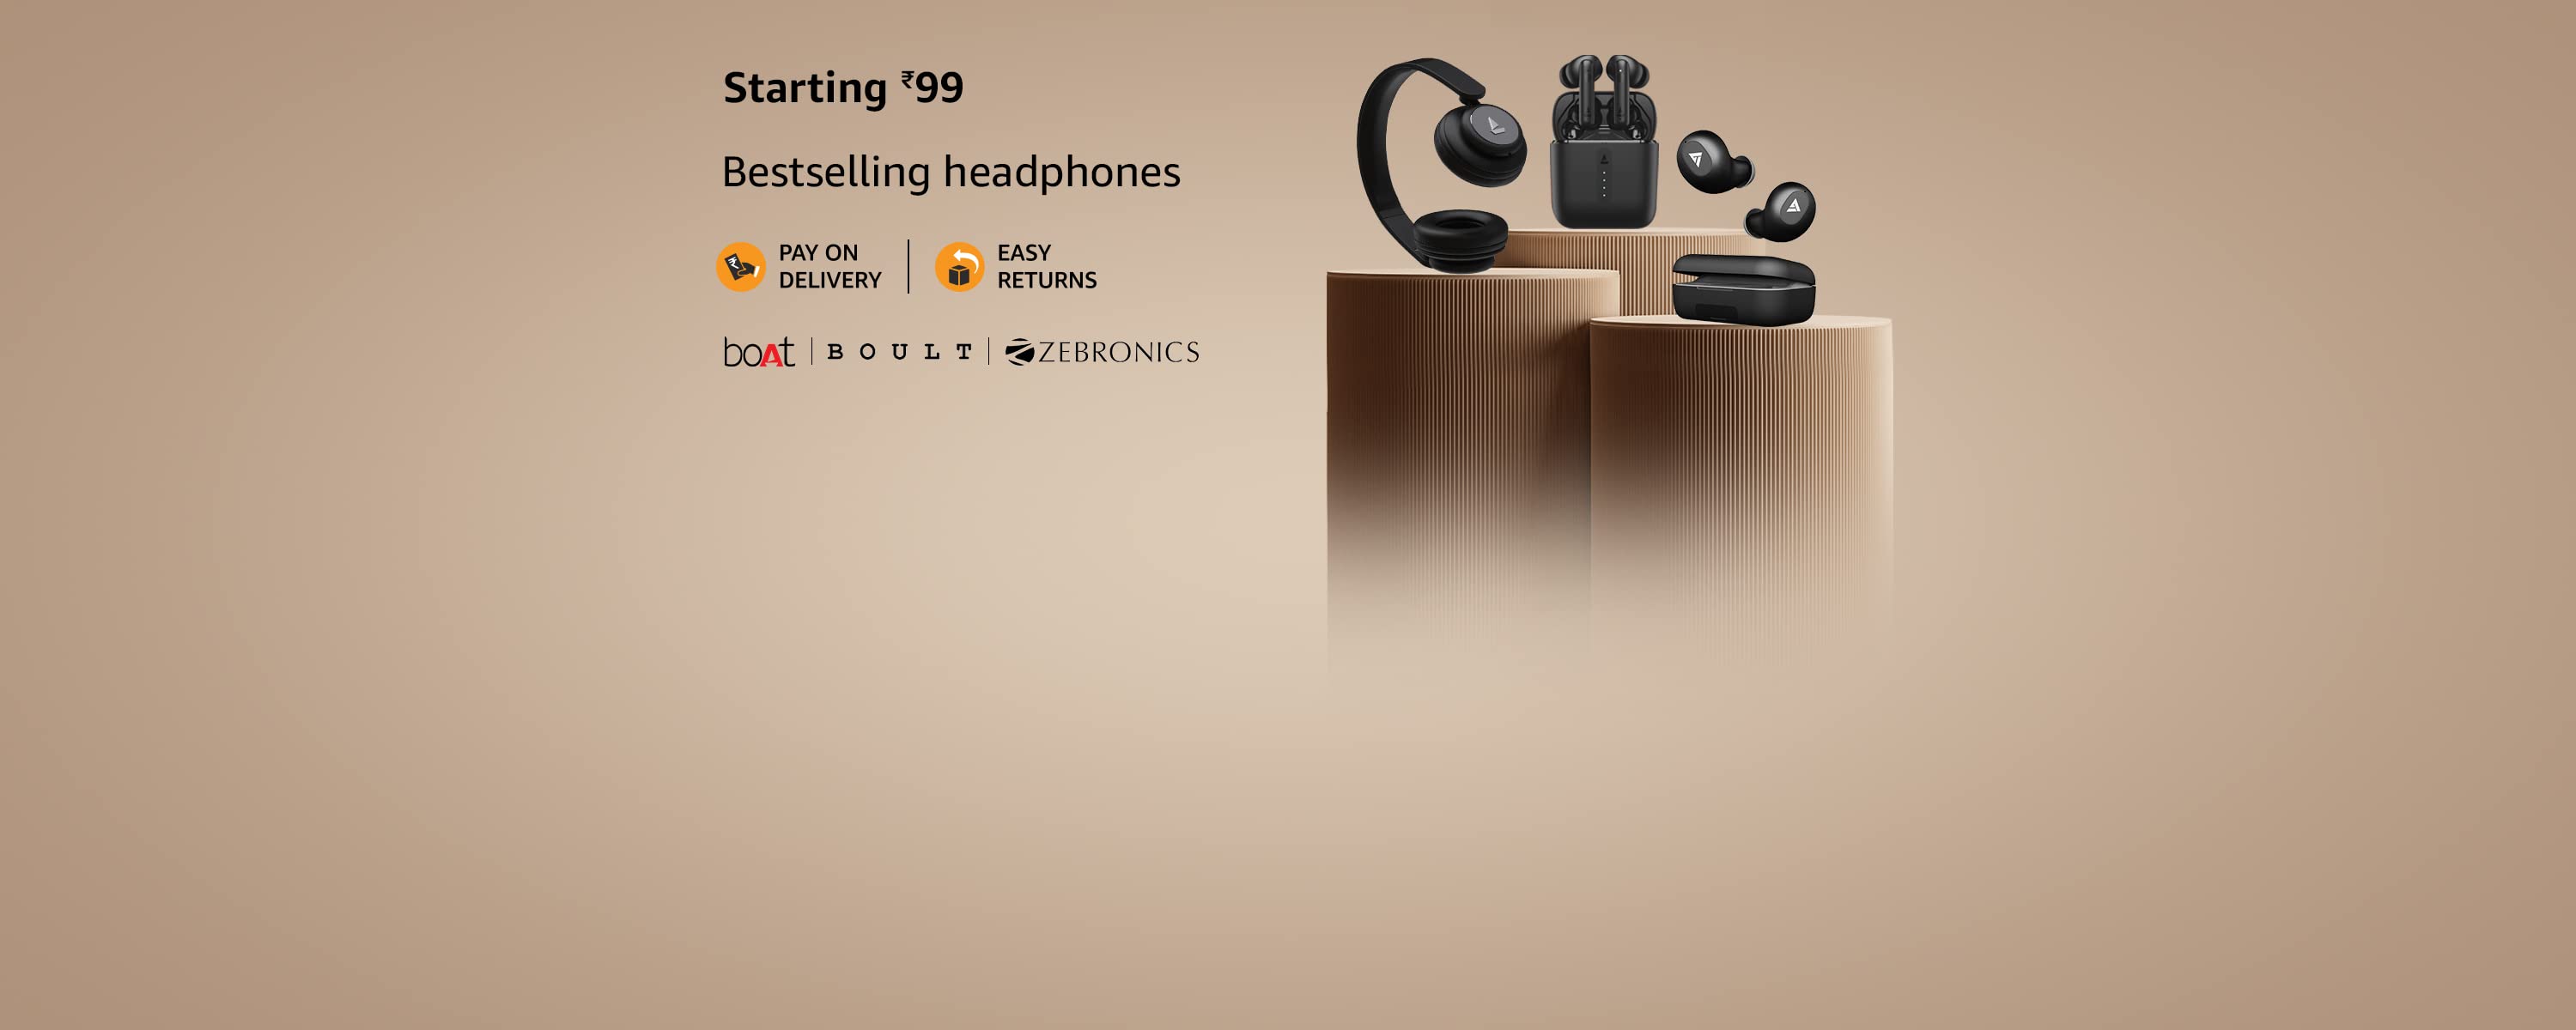 Starting ₹99
Bestselling headphones
PAY ON
DELIVERY
EASY
RETURNS
boAt | BOULT | ZEBRONICS